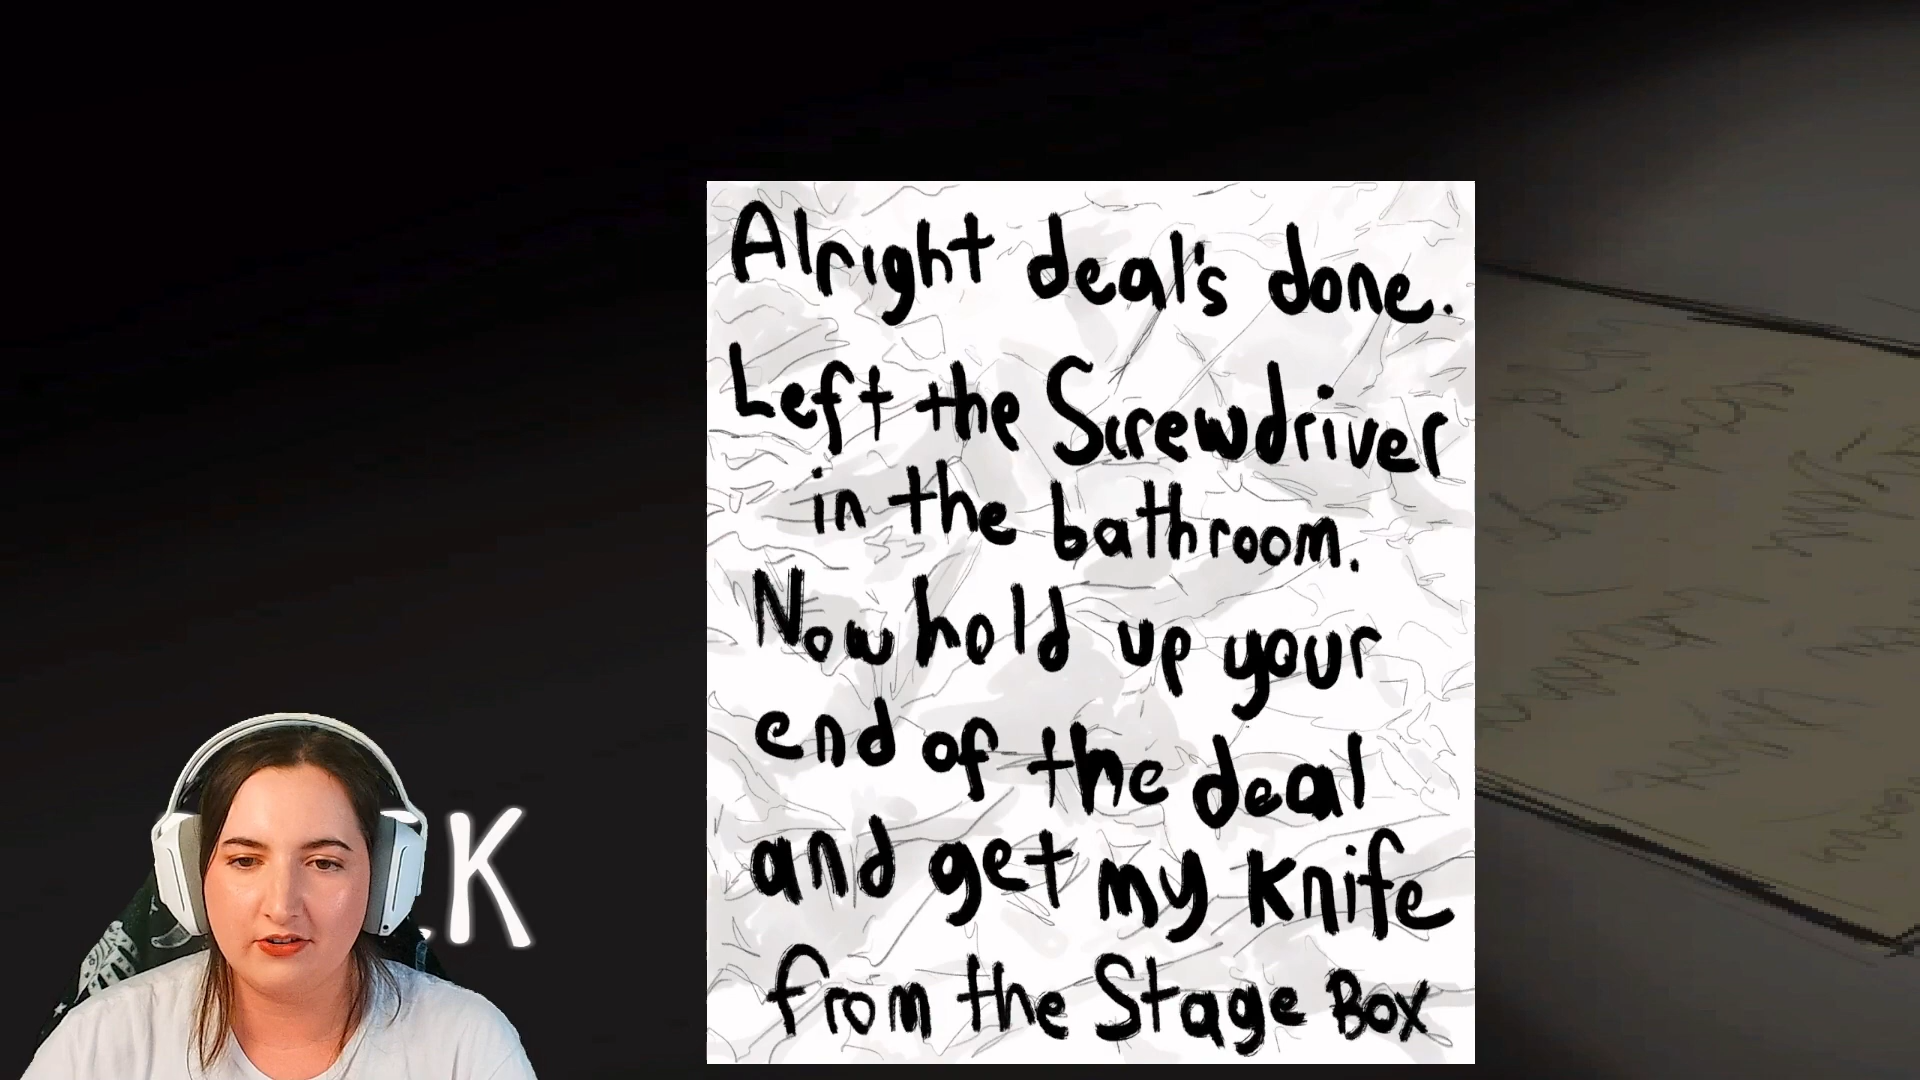 Alright deal's done.
Left the Screwdriver
in the bathroom.
Now hold up your
end of the deal
and get my knife
from the Stage Box